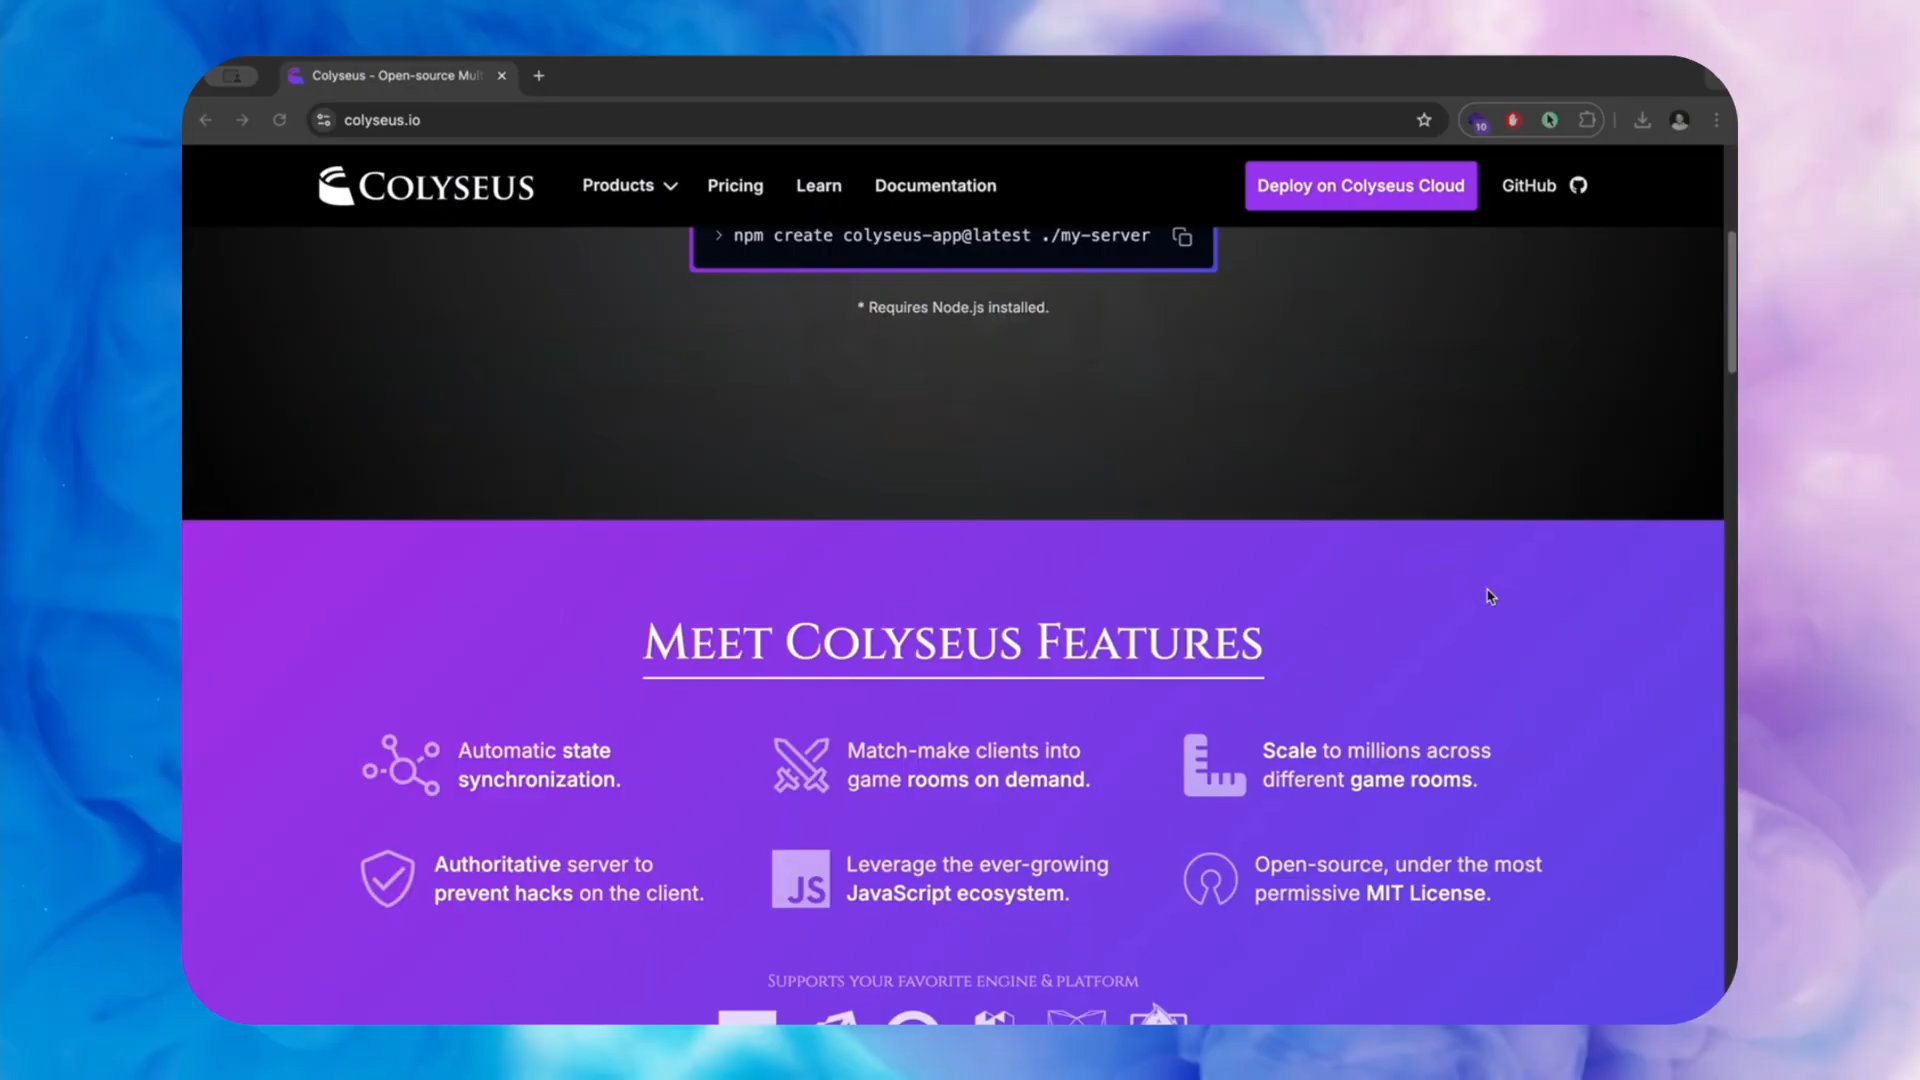 Colyseus - Open-source Mul
colyseus.io
10
COLYSEUS
Products
Pricing
Learn
Documentation
Deploy on Colyseus Cloud
GitHub
> npm create colyseus-app@latest ./my-server
* Requires Node.js installed.
MEET COLYSEUS FEATURES
Automatic state
synchronization.
Match-make clients into
game rooms on demand.
Scale to millions across
different game rooms.
Authoritative server to
prevent hacks on the client.
JS
Leverage the ever-growing
JavaScript ecosystem.
Open-source, under the most
permissive MIT License.
SUPPORTS YOUR FAVORITE ENGINE & PLATFORM